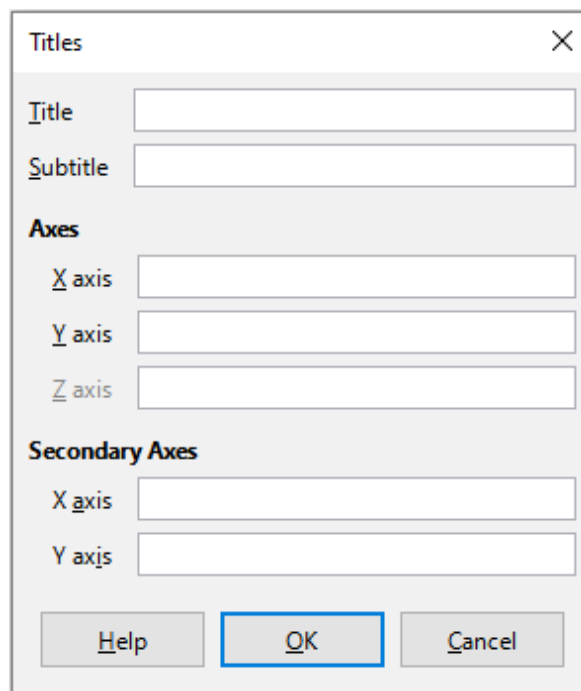 Titles
Title
Subtitle
Axes
X axis
Y axis
Z axis
Secondary Axes
X axis
Y axis
Help OK Cancel